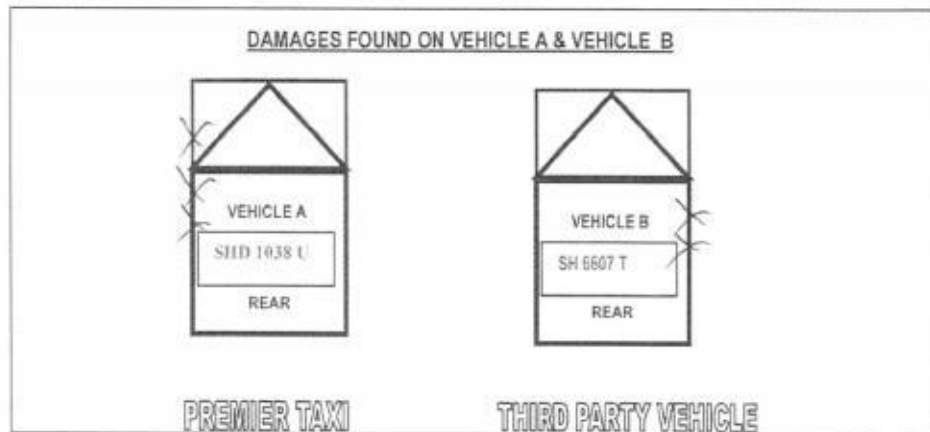 DAMAGES FOUND ON VEHICLE A & VEHICLE B
VEHICLE A
SHD 1038 U
REAR
PREMIER TAXI
VEHICLE B
SH 6607 T
REAR
THIRD PARTY VEHICLE